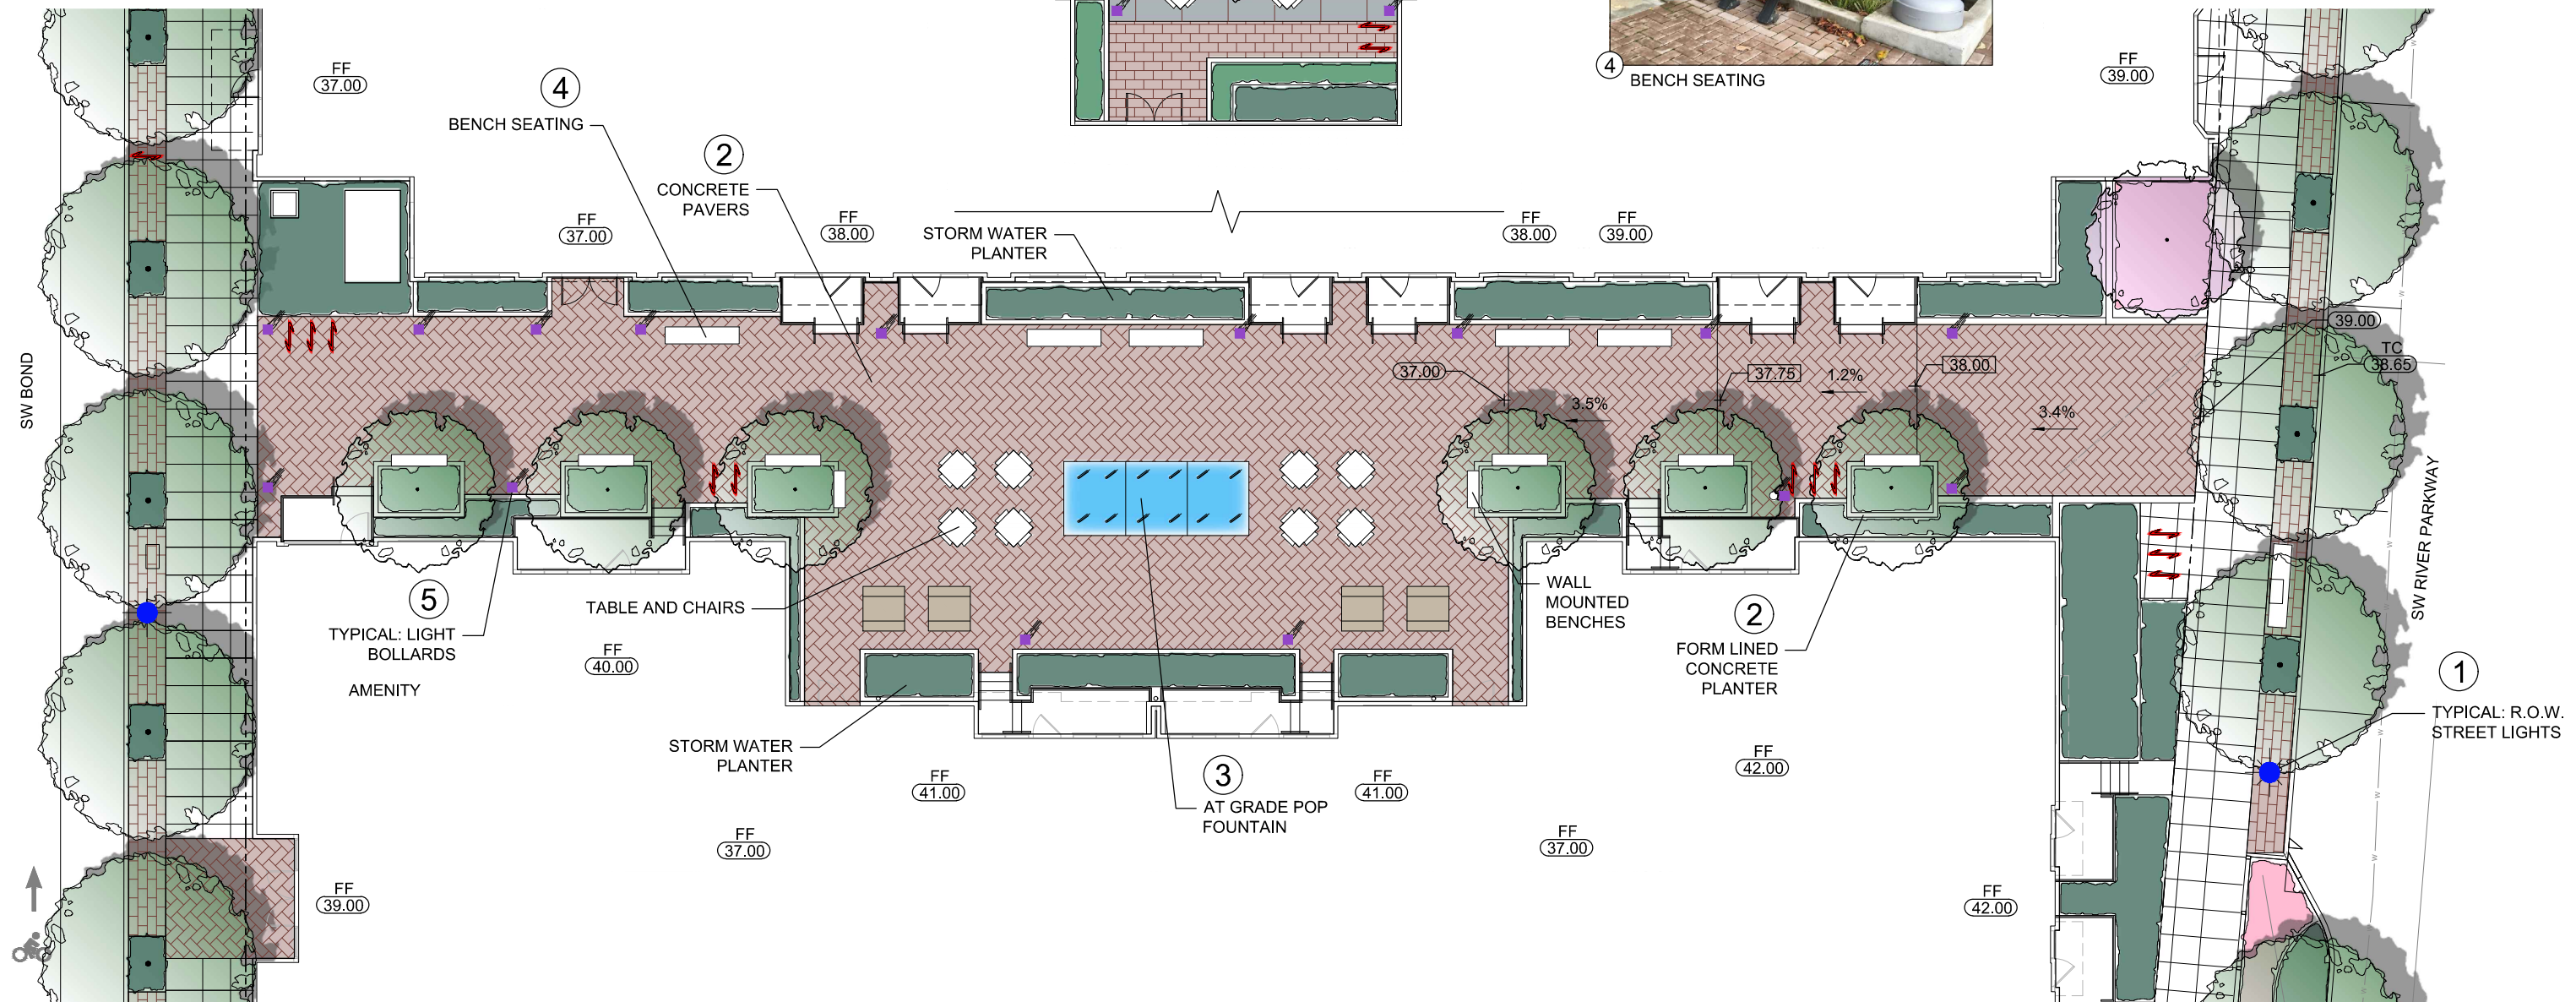 FF
37.00
4
BENCH SEATING
2
CONCRETE
PAVERS
4
BENCH SEATING
FF
39.00
FF
37.00
FF
38.00
STORM WATER
PLANTER
FF
38.00
FF
39.00
39.00
TC
38.65
SW BOND
37.00
37.75
1.2%
38.00
3.5%
3.4%
SW RIVER PARKWAY
5
TYPICAL: LIGHT
BOLLARDS
TABLE AND CHAIRS
WALL
MOUNTED
BENCHES
2
FORM LINED
CONCRETE
PLANTER
FF
40.00
AMENITY
1
TYPICAL: R.O.W.
STREET LIGHTS
STORM WATER
PLANTER
FF
41.00
3
AT GRADE POP
FOUNTAIN
FF
41.00
FF
42.00
FF
37.00
FF
37.00
FF
39.00
FF
42.00
W
W
W
W
W
W
W
W